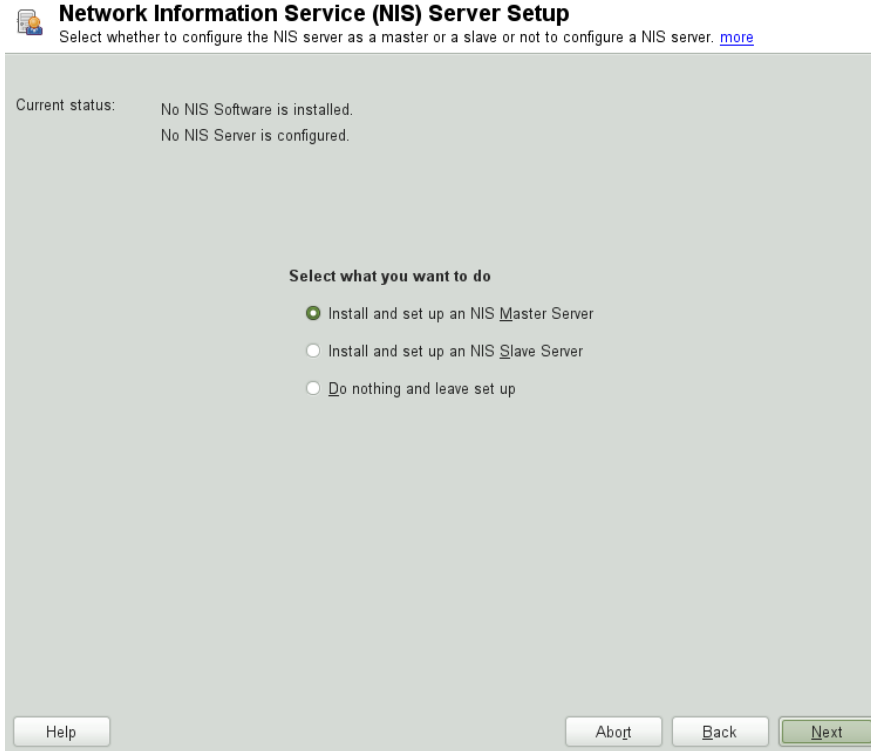 Network Information Service (NIS) Server Setup
Select whether to configure the NIS server as a master or a slave or not to configure a NIS server. more
Current status:
No NIS Software is installed.
No NIS Server is configured.
Select what you want to do
Install and set up an NIS Master Server
Install and set up an NIS Slave Server
Do nothing and leave set up
Help
Abort
Back
Next